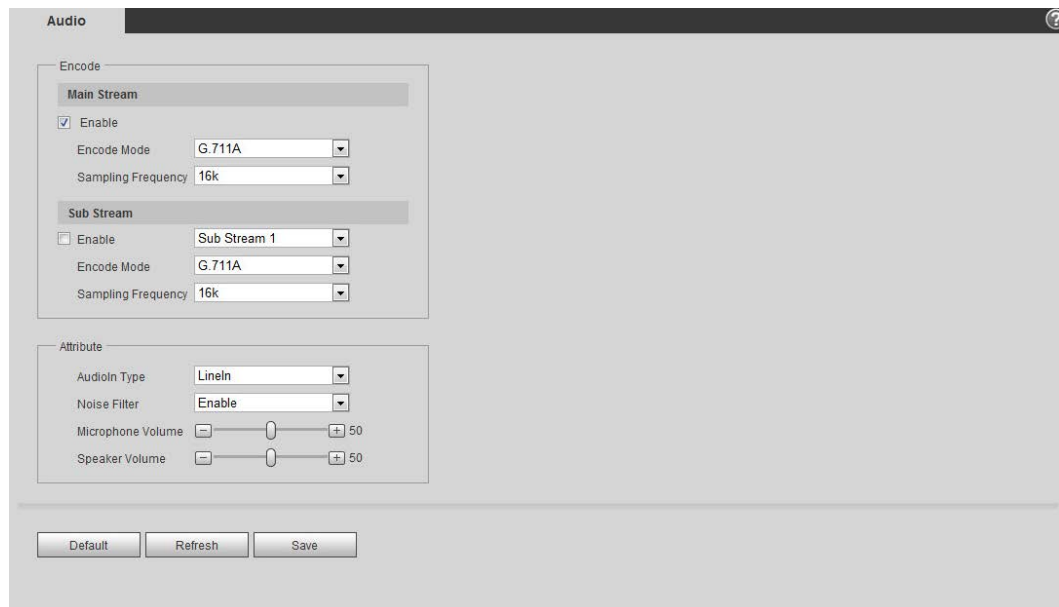 Audio
?
Encode
Main Stream
Enable
Encode Mode G.711A
Sampling Frequency 16k
Sub Stream
Enable Sub Stream 1
Encode Mode G.711A
Sampling Frequency 16k
Attribute
AudioIn Type LineIn
Noise Filter Enable
Microphone Volume - + 50
Speaker Volume - + 50
Default Refresh Save